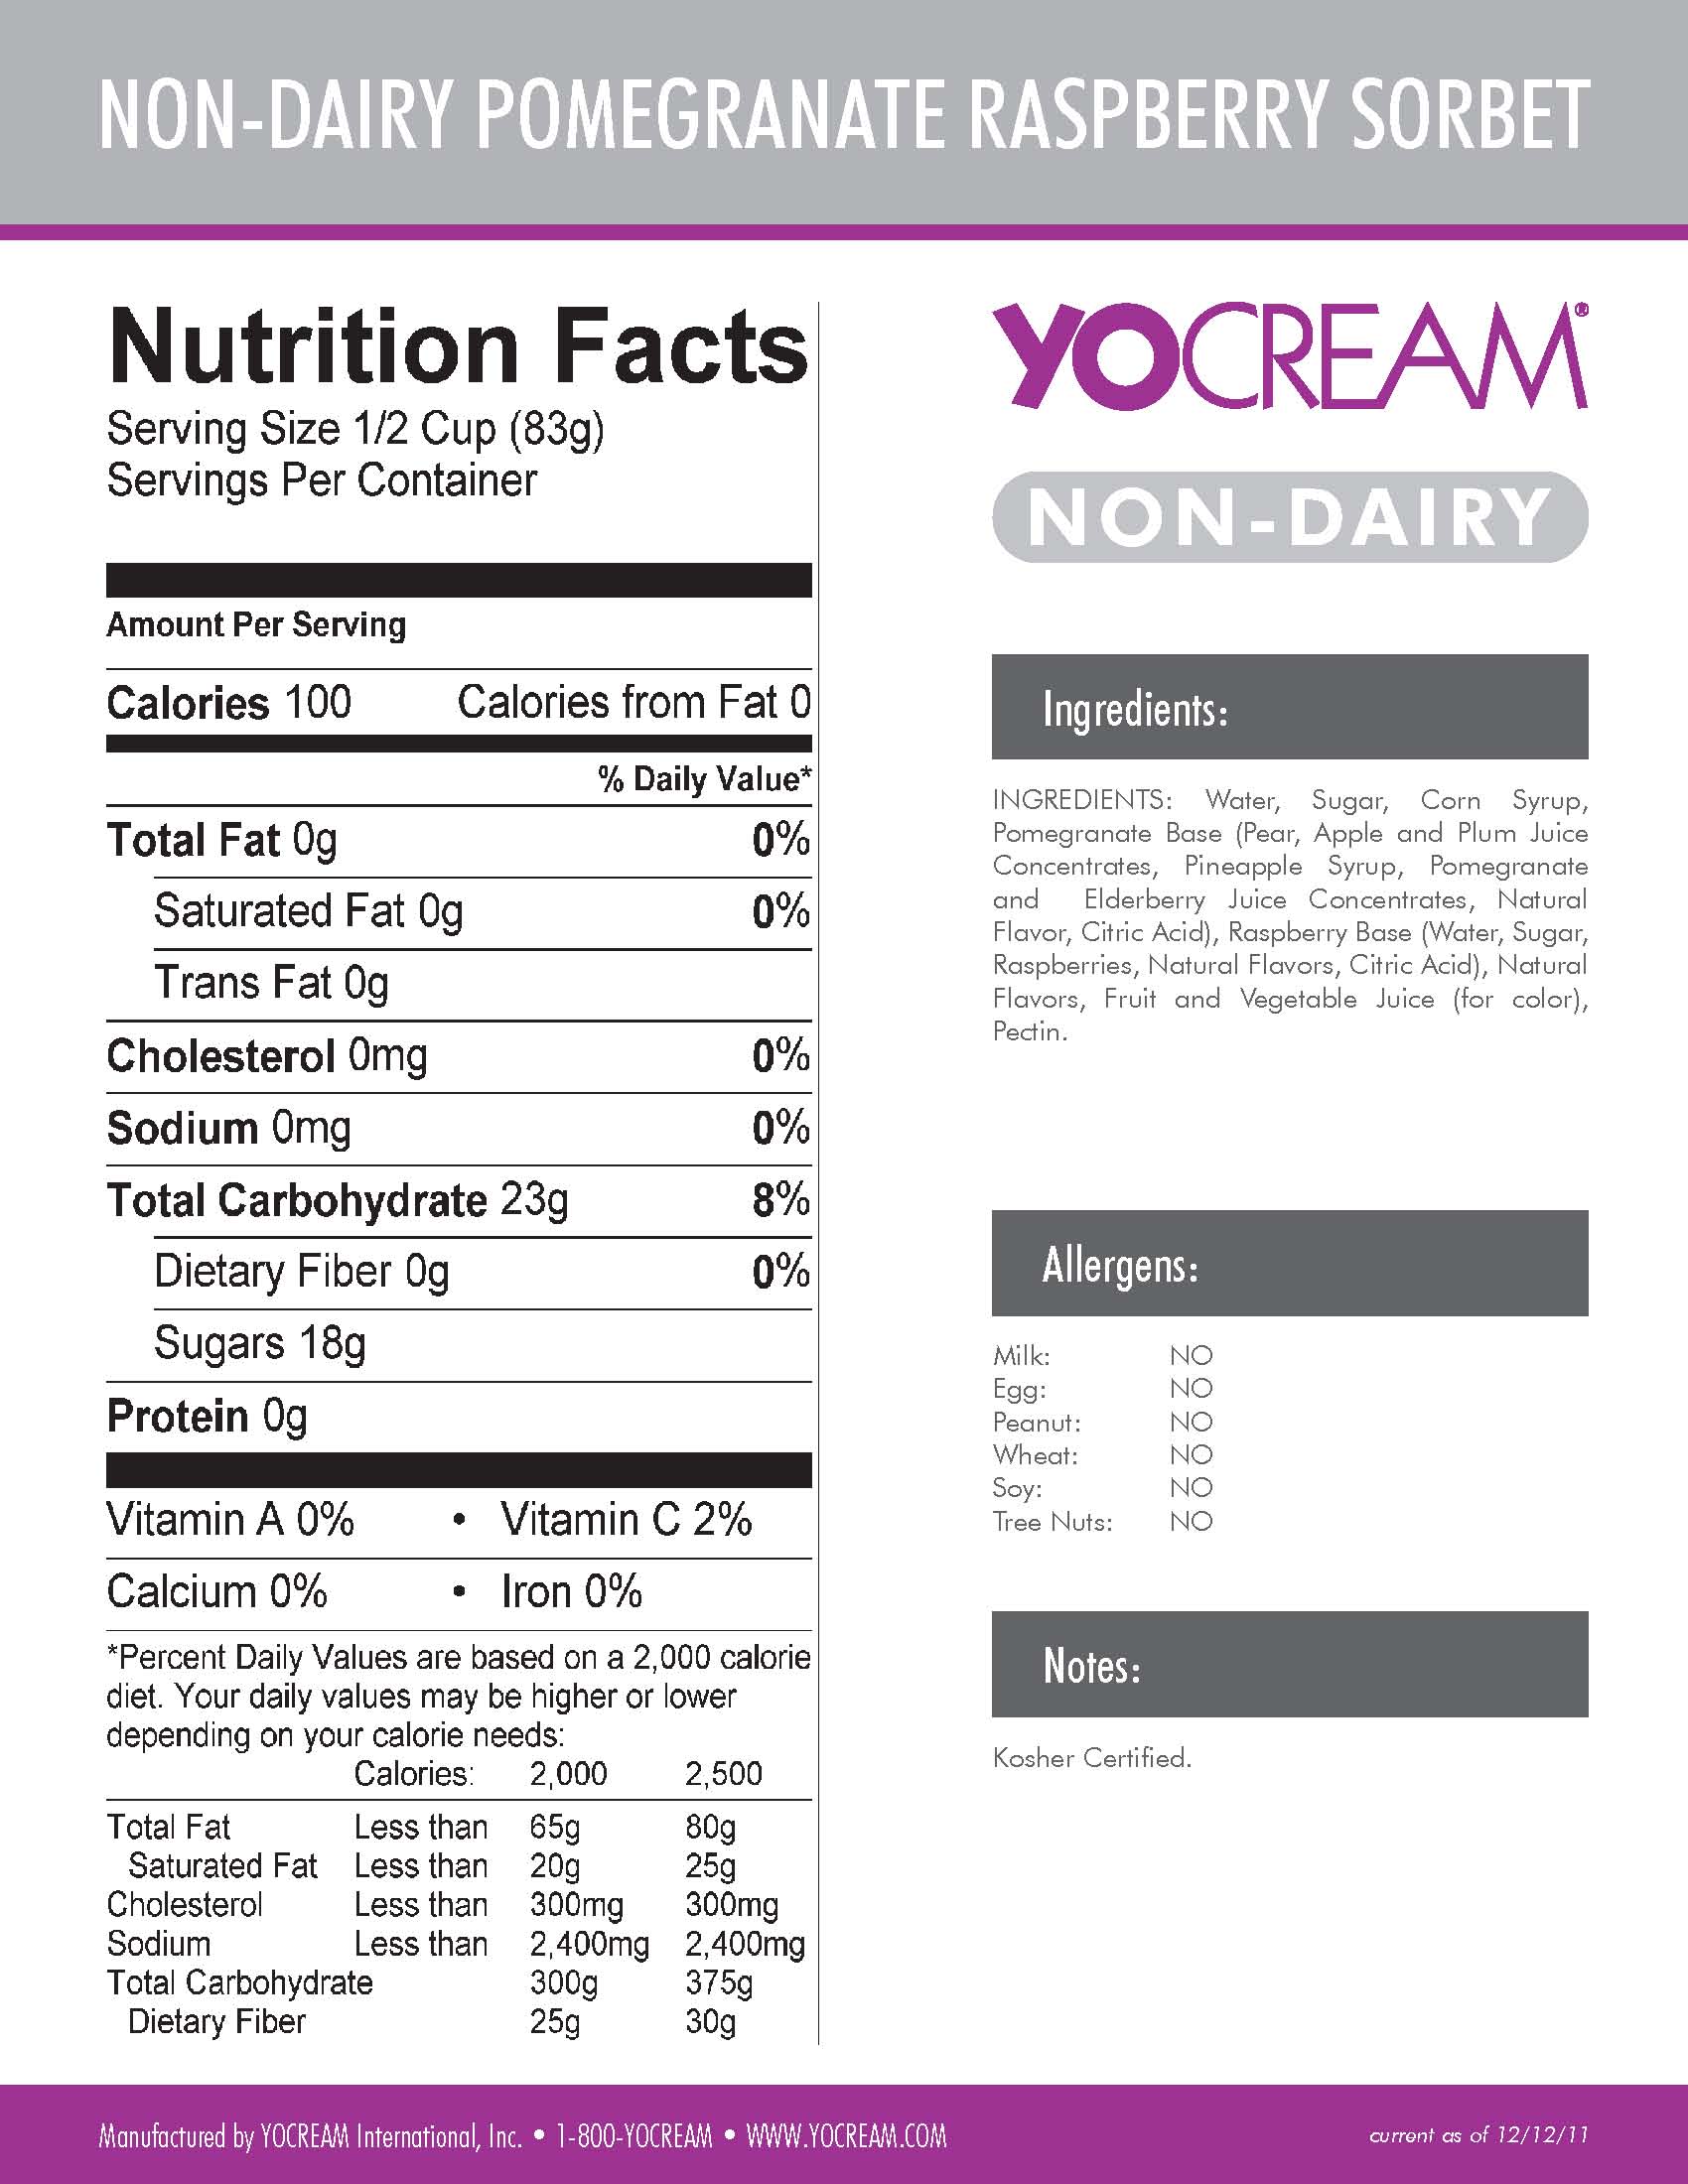 NON-DAIRY POMEGRANATE RASPBERRY SORBET
Nutrition Facts
Serving Size 1/2 Cup (83g)
Servings Per Container
Amount Per Serving
Calories 100 Calories from Fat 0
% Daily Value*
Total Fat 0g 0%
Saturated Fat 0g 0%
Trans Fat 0g
Cholesterol 0mg 0%
Sodium 0mg 0%
Total Carbohydrate 23g 8%
Dietary Fiber 0g 0%
Sugars 18g
Protein 0g
Vitamin A 0% • Vitamin C 2%
Calcium 0% • Iron 0%
*Percent Daily Values are based on a 2,000 calorie
diet. Your daily values may be higher or lower
depending on your calorie needs:
Calories: 2,000 2,500
Total Fat Less than 65g 80g
Saturated Fat Less than 20g 25g
Cholesterol Less than 300mg 300mg
Sodium Less than 2,400mg 2,400mg
Total Carbohydrate 300g 375g
Dietary Fiber 25g 30g
YOCREAM®
NON-DAIRY
Ingredients:
INGREDIENTS: Water, Sugar, Corn Syrup,
Pomegranate Base (Pear, Apple and Plum Juice
Concentrates, Pineapple Syrup, Pomegranate
and Elderberry Juice Concentrates, Natural
Flavor, Citric Acid), Raspberry Base (Water, Sugar,
Raspberries, Natural Flavors, Citric Acid), Natural
Flavors, Fruit and Vegetable Juice (for color),
Pectin.
Allergens:
Milk: NO
Egg: NO
Peanut: NO
Wheat: NO
Soy: NO
Tree Nuts: NO
Notes:
Kosher Certified.
Manufactured by YOCREAM International, Inc. • 1-800-YOCREAM • WWW.YOCREAM.COM
current as of 12/12/11